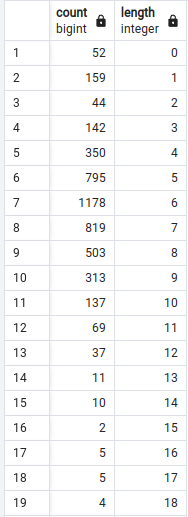 count length
bigint integer
1 52 0
2 159 1
3 44 2
4 142 3
5 350 4
6 795 5
7 1178 6
8 819 7
9 503 8
10 313 9
11 137 10
12 69 11
13 37 12
14 11 13
15 10 14
16 2 15
17 5 16
18 5 17
19 4 18